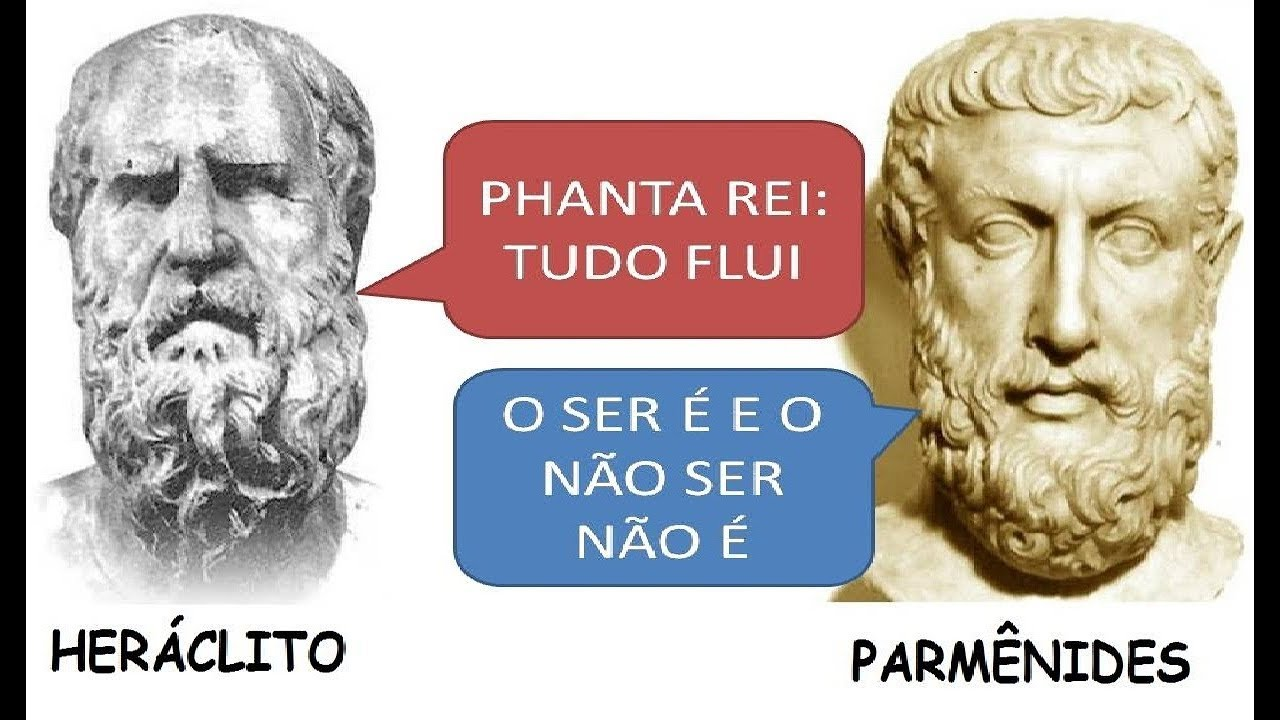 PHANTA REI:
TUDO FLUI
O SER É E O
NÃO SER
NÃO É
HERÁCLITO
PARMÊNIDES